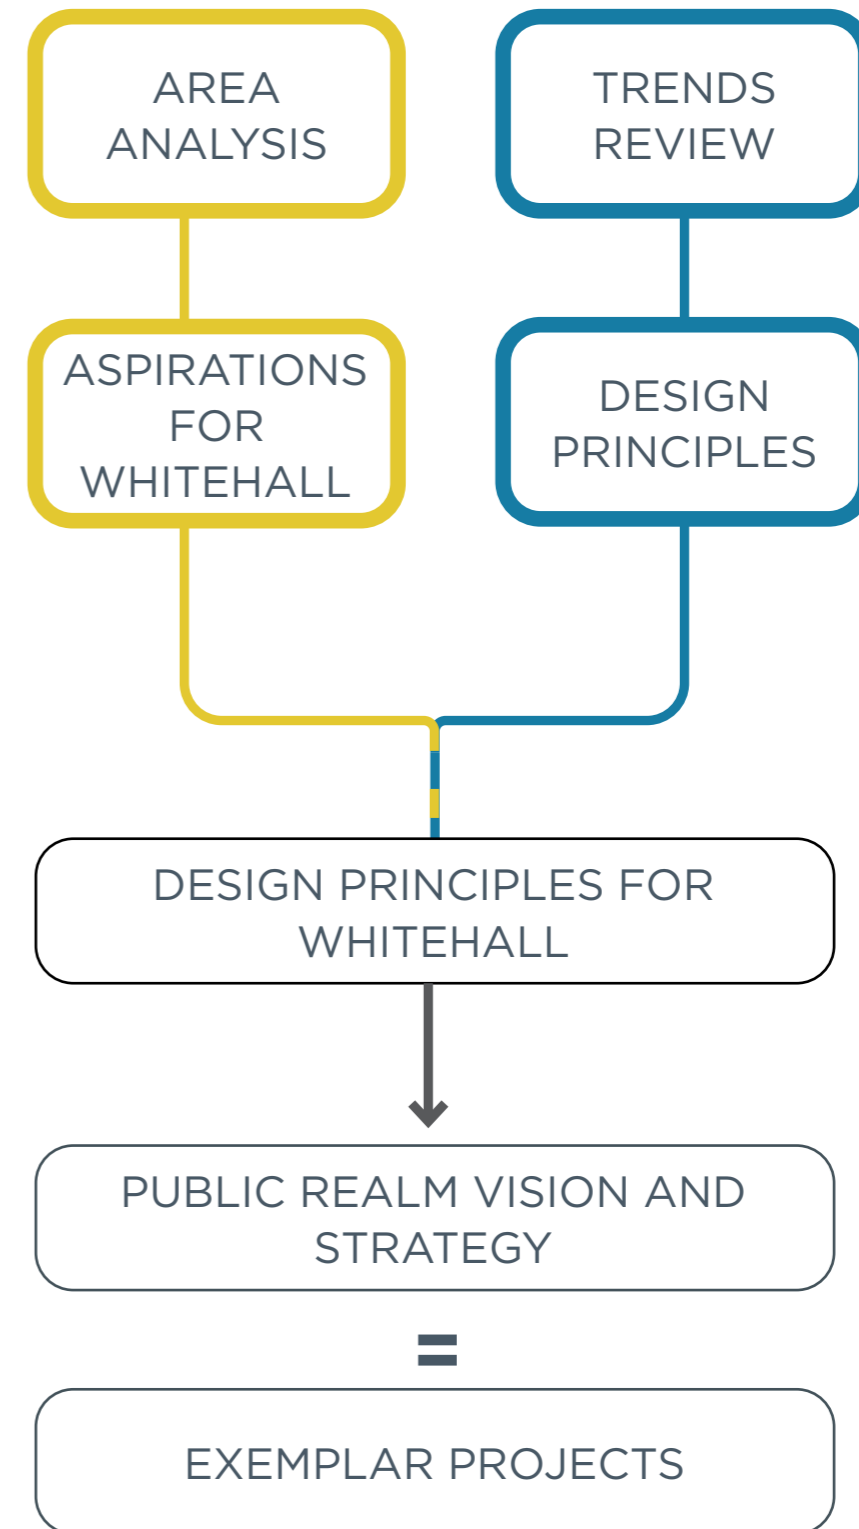 AREA
ANALYSIS
TRENDS
REVIEW
ASPIRATIONS
FOR
WHITEHALL
DESIGN
PRINCIPLES
DESIGN PRINCIPLES FOR
WHITEHALL
PUBLIC REALM VISION AND
STRATEGY
=
EXEMPLAR PROJECTS